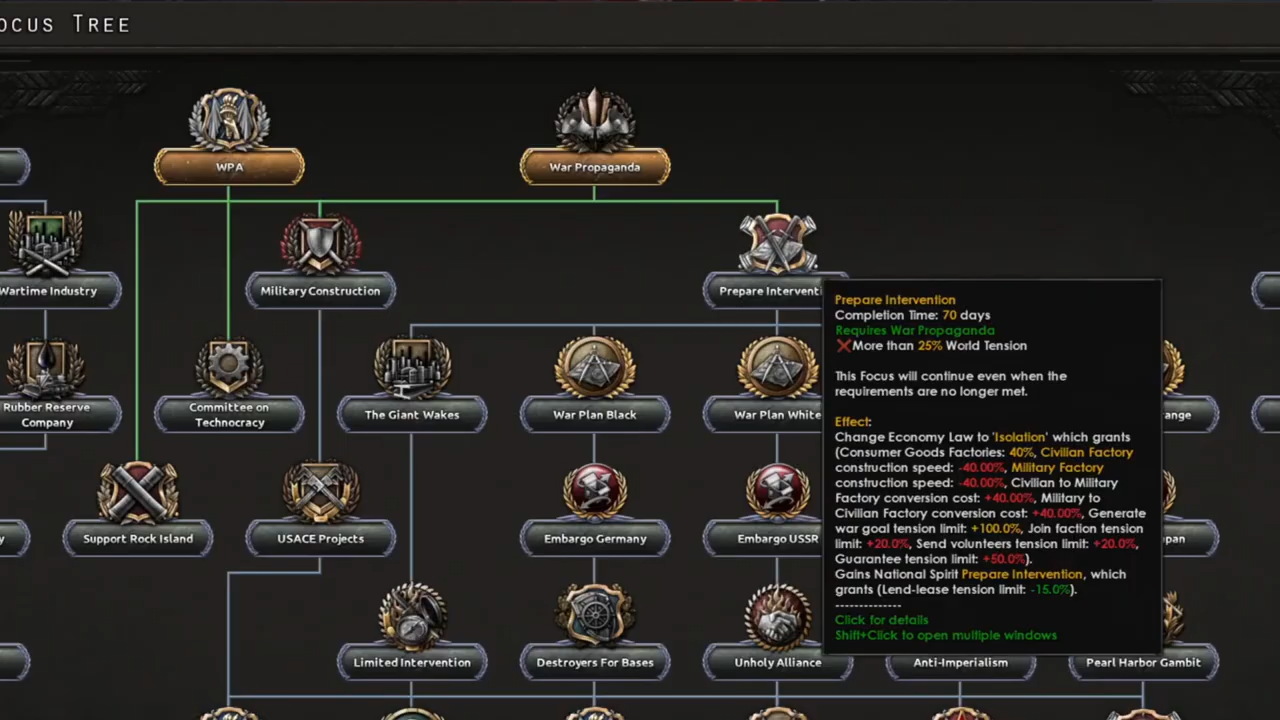 ocus Tree
WPA
War Propaganda
Wartime Industry
Military Construction
Prepare Interventi
Rubber Reserve
Company
Committee on
Technocracy
The Giant Wakes
War Plan Black
War Plan White
ange
Support Rock Island
USACE Projects
Embargo Germany
Embargo USSR
pan
Limited Intervention
Destroyers For Bases
Unholy Alliance
Anti-Imperialism
Pearl Harbor Gambit
Prepare Intervention
Completion Time: 70 days
Requires War Propaganda
More than 25% World Tension
This Focus will continue even when the
requirements are no longer met.
Effect:
Change Economy Law to 'Isolation' which grants
(Consumer Goods Factories: 40%, Civilian Factory
construction speed: -40.00%, Military Factory
construction speed: -40.00%, Civilian to Military
Factory conversion cost: +40.00%, Military to
Civilian Factory conversion cost: +40.00%, Generate
war goal tension limit: +100.0%, Join faction tension
limit: +20.0%, Send volunteers tension limit: +20.0%,
Guarantee tension limit: +50.0%).
Gains National Spirit Prepare Intervention, which
grants (Lend-lease tension limit: -15.0%).
--------------
Click for details
Shift+Click to open multiple windows